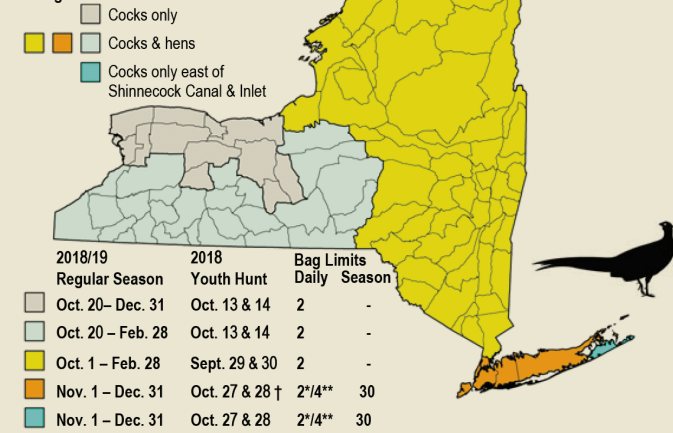 Cocks only
Cocks & hens
Cocks only east of
Shinnecock Canal & Inlet
2018/19 2018 Bag Limits
Regular Season Youth Hunt Daily Season
Oct. 20– Dec. 31 Oct. 13 & 14 2 -
Oct. 20 – Feb. 28 Oct. 13 & 14 2 -
Oct. 1 – Feb. 28 Sept. 29 & 30 2 -
Nov. 1 – Dec. 31 Oct. 27 & 28 † 2*/4** 30
Nov. 1 – Dec. 31 Oct. 27 & 28 2*/4** 30